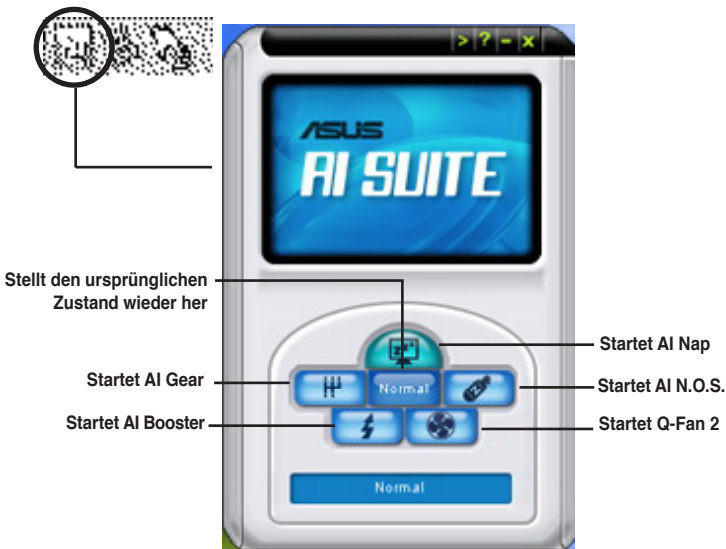 > ? - x
ASUS
AI SUITE
Stellt den ursprünglichen
Zustand wieder her
Startet AI Nap
Startet AI Gear
Normal
Startet AI N.O.S.
Startet AI Booster
Startet Q-Fan 2
Normal